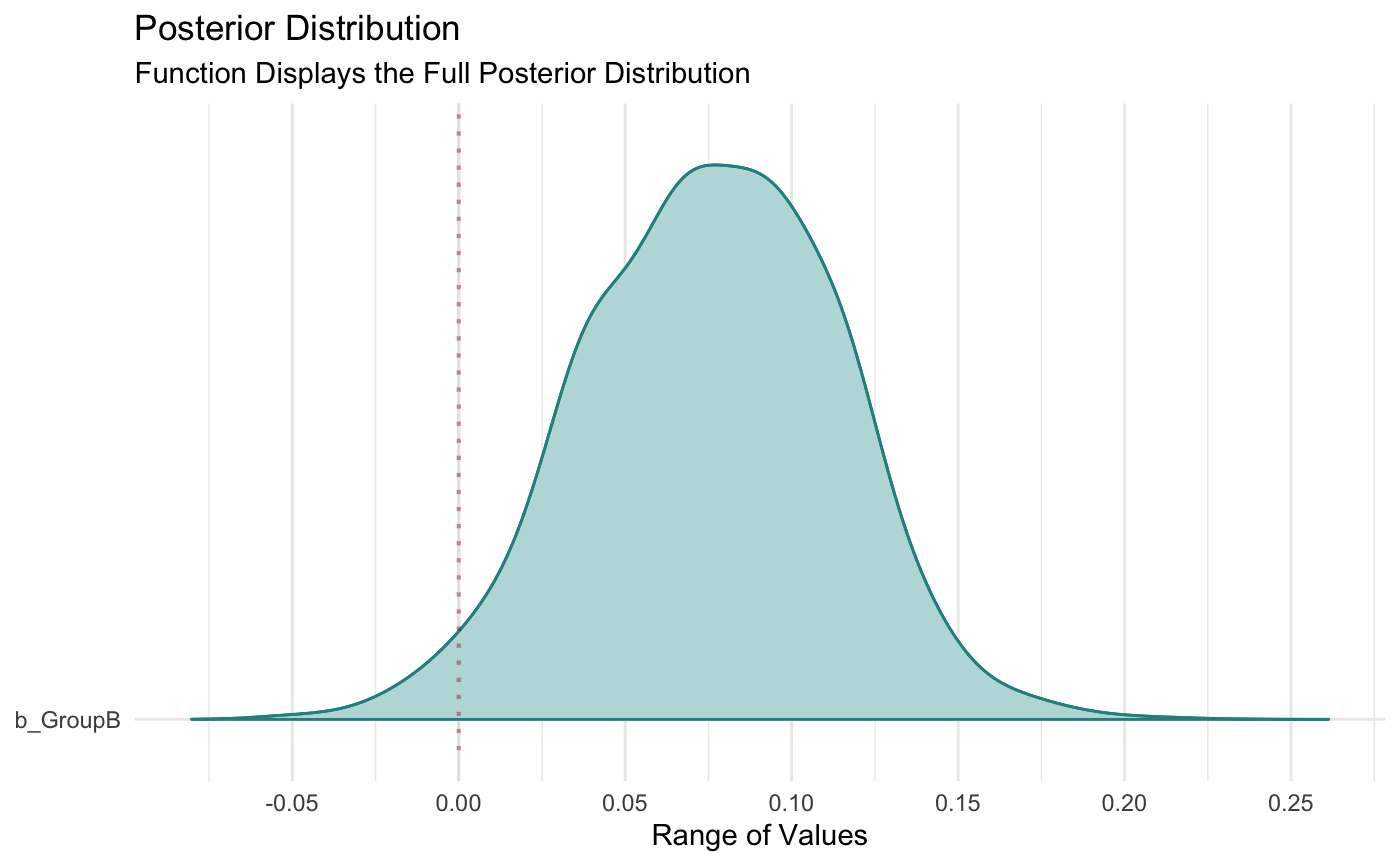 Posterior Distribution
Function Displays the Full Posterior Distribution
b_GroupB
-0.05 0.00 0.05 0.10 0.15 0.20 0.25
Range of Values